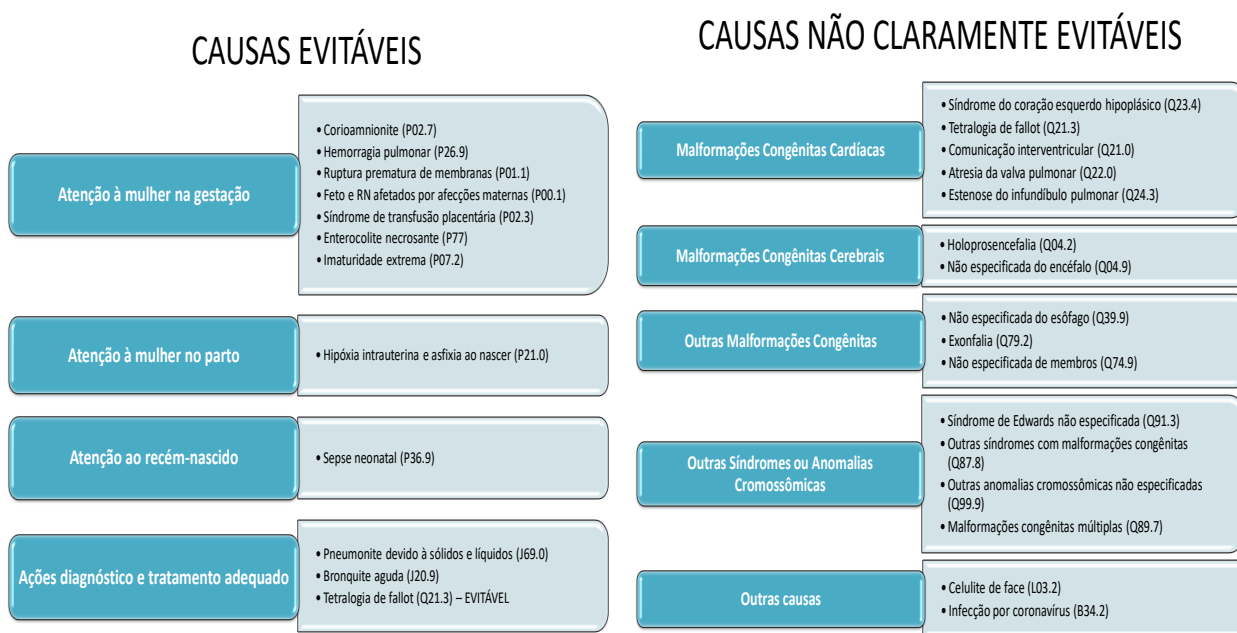 CAUSAS EVITÁVEIS
Atenção à mulher na gestação
• Corioamnionite (P02.7)
• Hemorragia pulmonar (P26.9)
• Ruptura prematura de membranas (P01.1)
• Feto e RN afetados por afecções maternas (P00.1)
• Síndrome de transfusão placentária (P02.3)
• Enterocolite necrosante (P77)
• Imaturidade extrema (P07.2)
Atenção à mulher no parto
• Hipóxia intrauterina e asfixia ao nascer (P21.0)
Atenção ao recém-nascido
• Sepse neonatal (P36.9)
Ações diagnóstico e tratamento adequado
• Pneumonite devido à sólidos e líquidos (J69.0)
• Bronquite aguda (J20.9)
• Tetralogia de fallot (Q21.3) – EVITÁVEL
CAUSAS NÃO CLARAMENTE EVITÁVEIS
Malformações Congênitas Cardíacas
• Síndrome do coração esquerdo hipoplásico (Q23.4)
• Tetralogia de fallot (Q21.3)
• Comunicação interventricular (Q21.0)
• Atresia da valva pulmonar (Q22.0)
• Estenose do infundíbulo pulmonar (Q24.3)
Malformações Congênitas Cerebrais
• Holoprosencefalia (Q04.2)
• Não especificada do encéfalo (Q04.9)
Outras Malformações Congênitas
• Não especificada do esôfago (Q39.9)
• Exonfalia (Q79.2)
• Não especificada de membros (Q74.9)
Outras Síndromes ou Anomalias
Cromossômicas
• Síndrome de Edwards não especificada (Q91.3)
• Outras síndromes com malformações congênitas
(Q87.8)
• Outras anomalias cromossômicas não especificadas
(Q99.9)
• Malformações congênitas múltiplas (Q89.7)
Outras causas
• Celulite de face (L03.2)
• Infecção por coronavírus (B34.2)